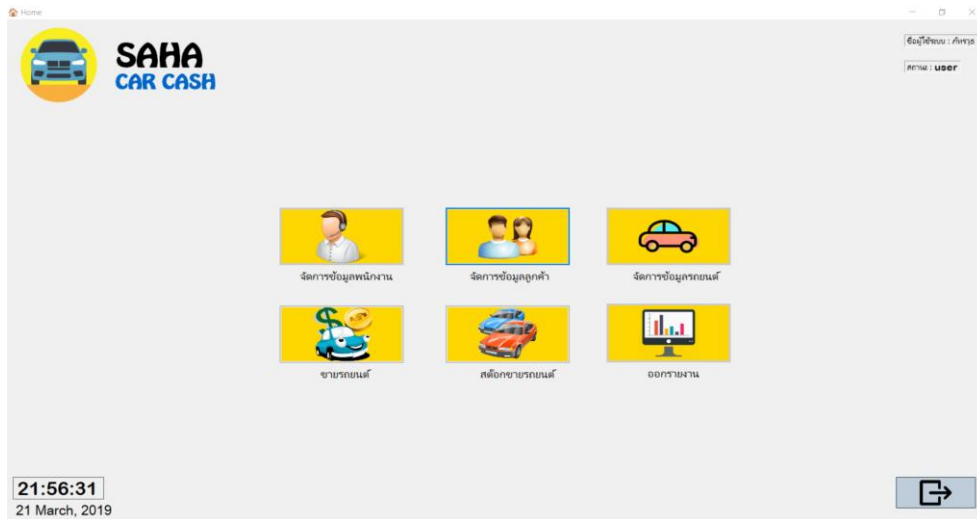 Home
SAHA
CAR CASH
ชื่อผู้ใช้ระบบ : ภัทรวร
สถานะ : user
จัดการข้อมูลพนักงาน
จัดการข้อมูลลูกค้า
จัดการข้อมูลรถยนต์
ขายรถยนต์
สต๊อกขายรถยนต์
ออกรายงาน
21:56:31
21 March, 2019